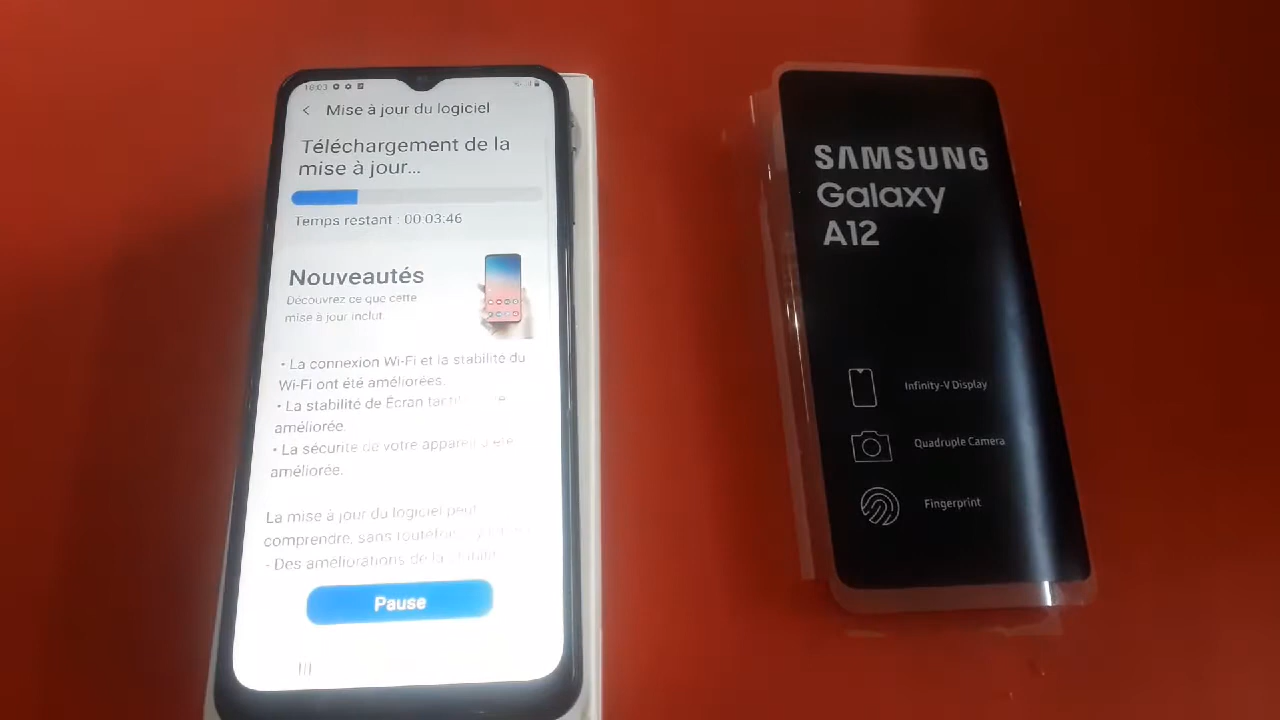 18:03
Mise à jour du logiciel
Téléchargement de la
mise à jour...
Temps restant : 00:03:46
Nouveautés
Découvrez ce que cette
mise à jour inclut
• La connexion Wi-Fi et la stabilité du
Wi-Fi ont été améliorées.
• La stabilité de Écran
améliorée.
• La sécurité de votre appareil a été
améliorée.
La mise à jour du logiciel peut
comprendre, sans
- Des améliorations de la
Pause
SAMSUNG
Galaxy
A12
Infinity-V Display
Quadruple Camera
Fingerprint